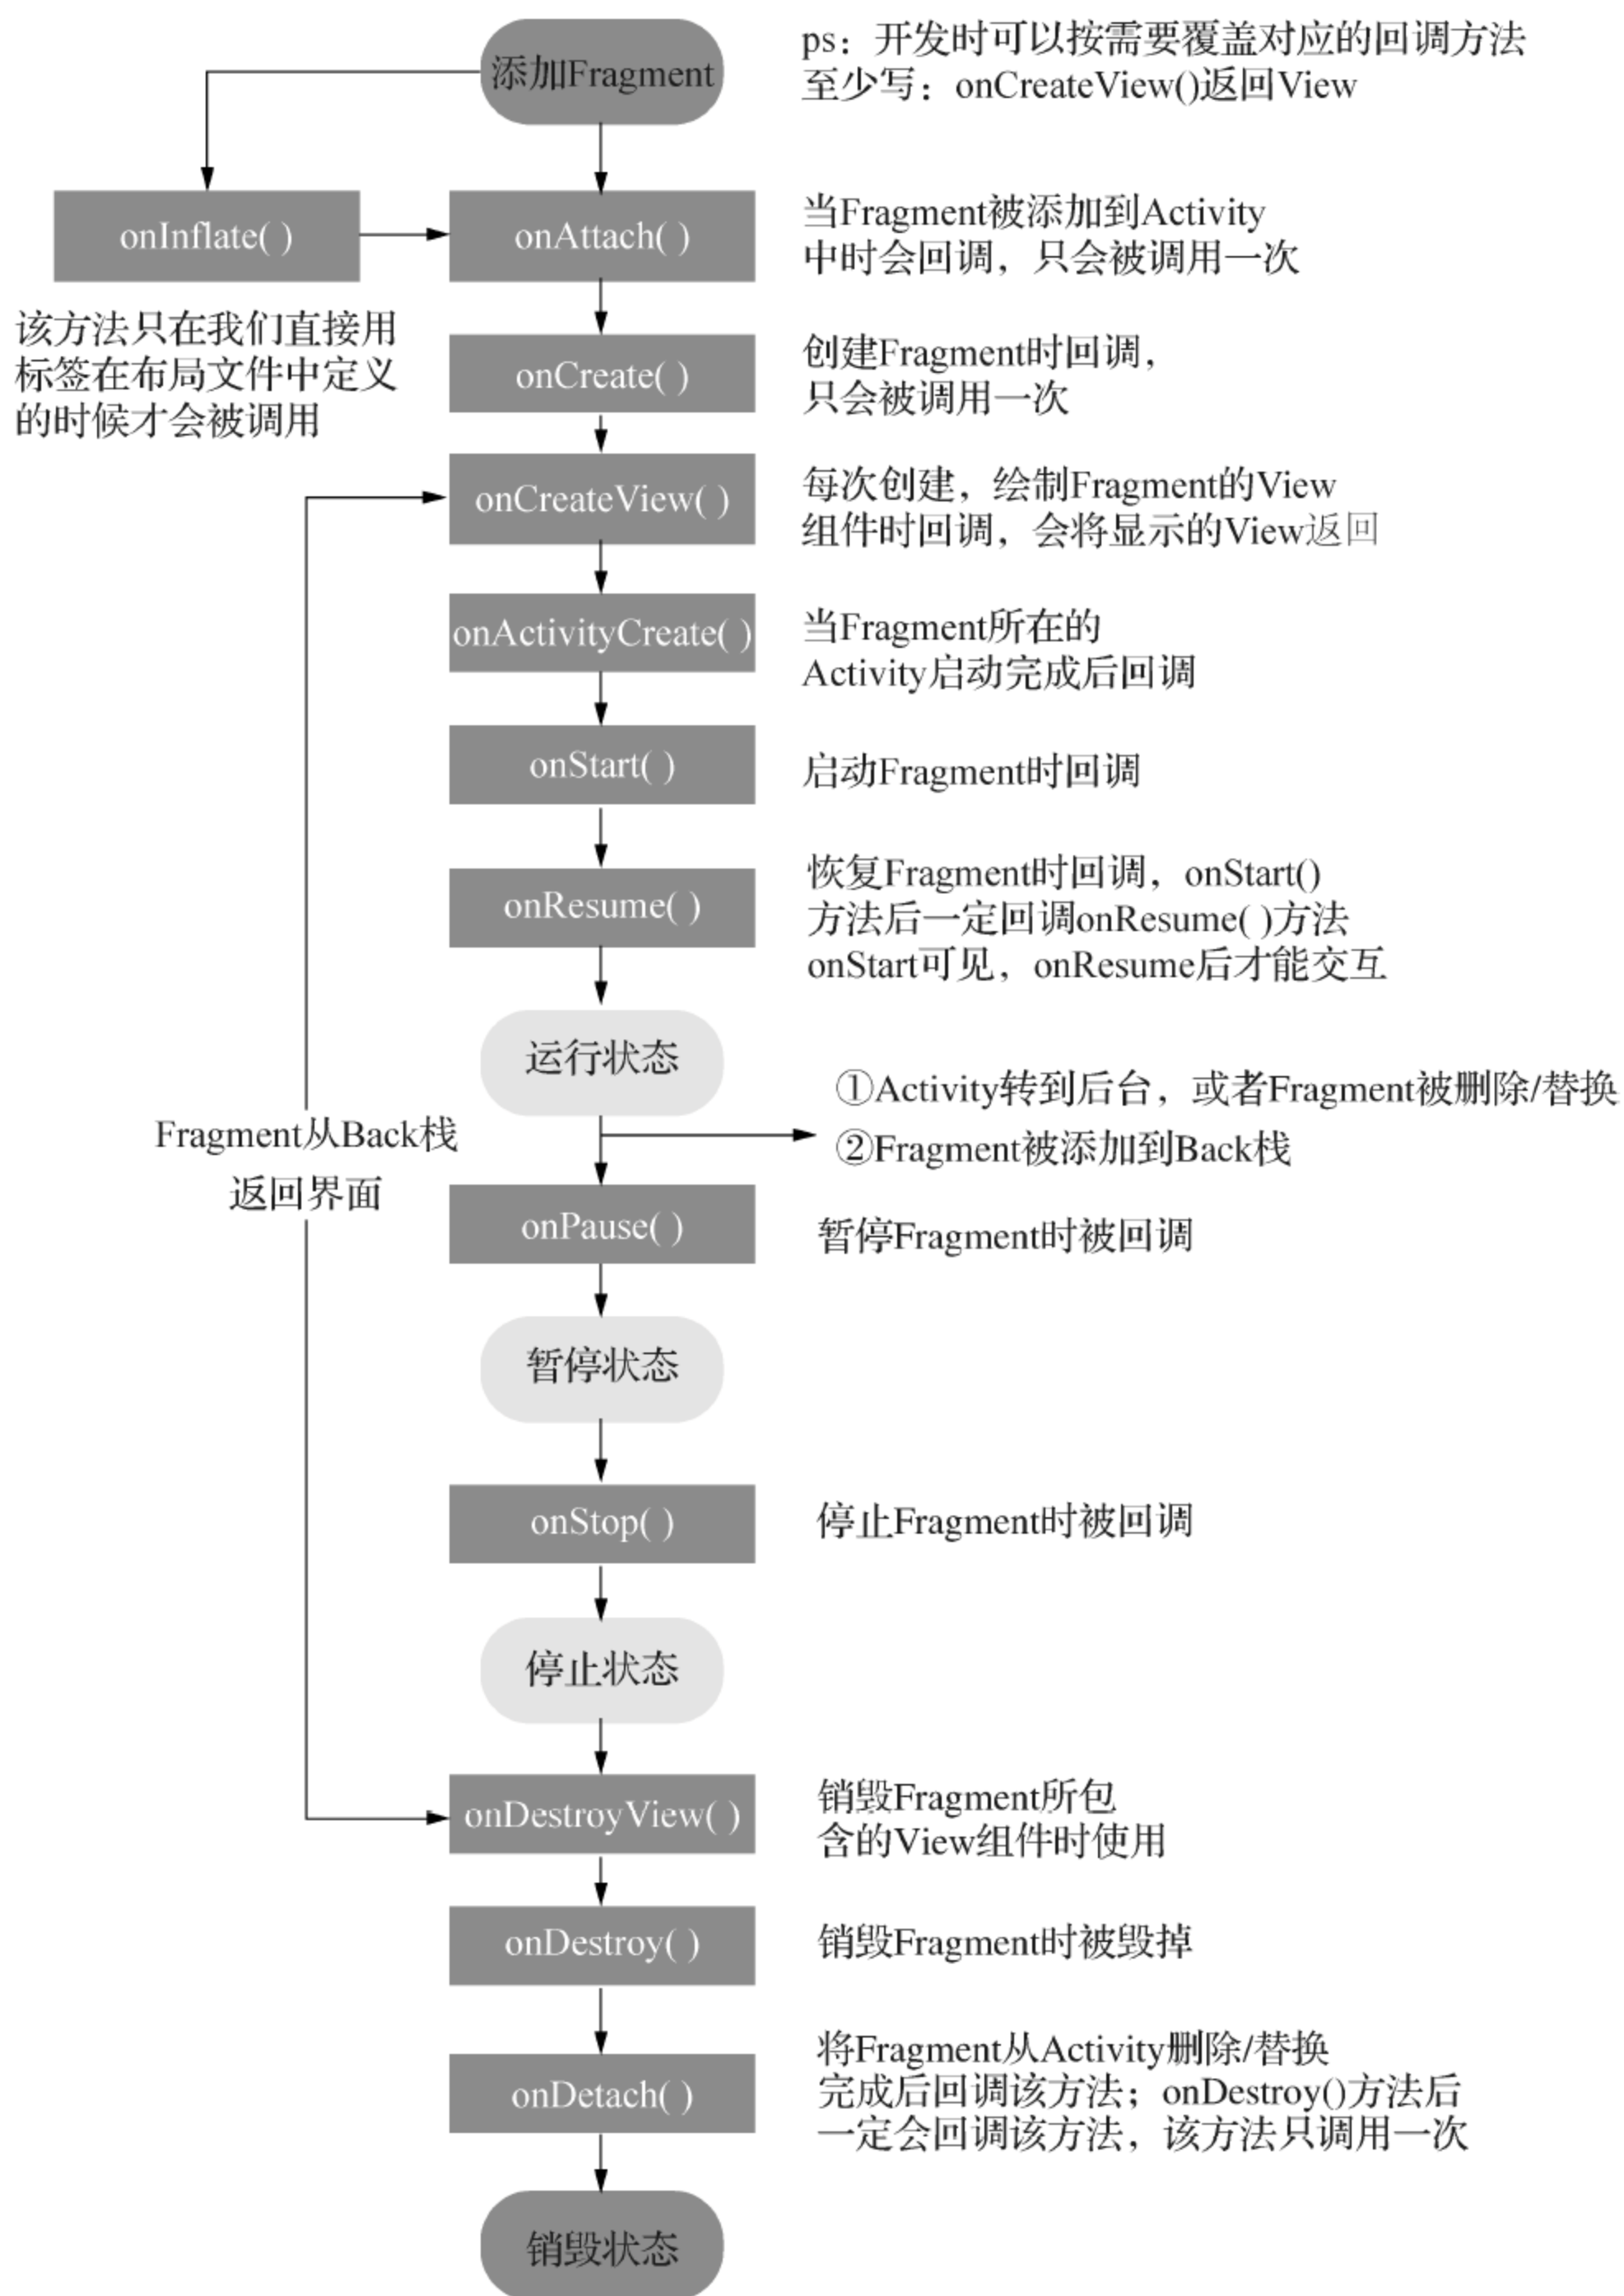 添加Fragment
ps：开发时可以按需要覆盖对应的回调方法
至少写：onCreateView()返回View
onInflate( )
该方法只在我们直接用
标签在布局文件中定义
的时候才会被调用
onAttach( )
当Fragment被添加到Activity
中时会回调，只会被调用一次
onCreate( )
创建Fragment时回调，
只会被调用一次
onCreateView( )
每次创建，绘制Fragment的View
组件时回调，会将显示的View返回
onActivityCreate( )
当Fragment所在的
Activity启动完成后回调
onStart( )
启动Fragment时回调
onResume( )
恢复Fragment时回调，onStart()
方法后一定回调onResume( )方法
onStart可见，onResume后才能交互
运行状态
①Activity转到后台，或者Fragment被删除/替换
②Fragment被添加到Back栈
Fragment从Back栈
返回界面
onPause( )
暂停Fragment时被回调
暂停状态
onStop( )
停止Fragment时被回调
停止状态
onDestroyView( )
销毁Fragment所包
含的View组件时使用
onDestroy( )
销毁Fragment时被毁掉
onDetach( )
将Fragment从Activity删除/替换
完成后回调该方法；onDestroy()方法后
一定会回调该方法，该方法只调用一次
销毁状态